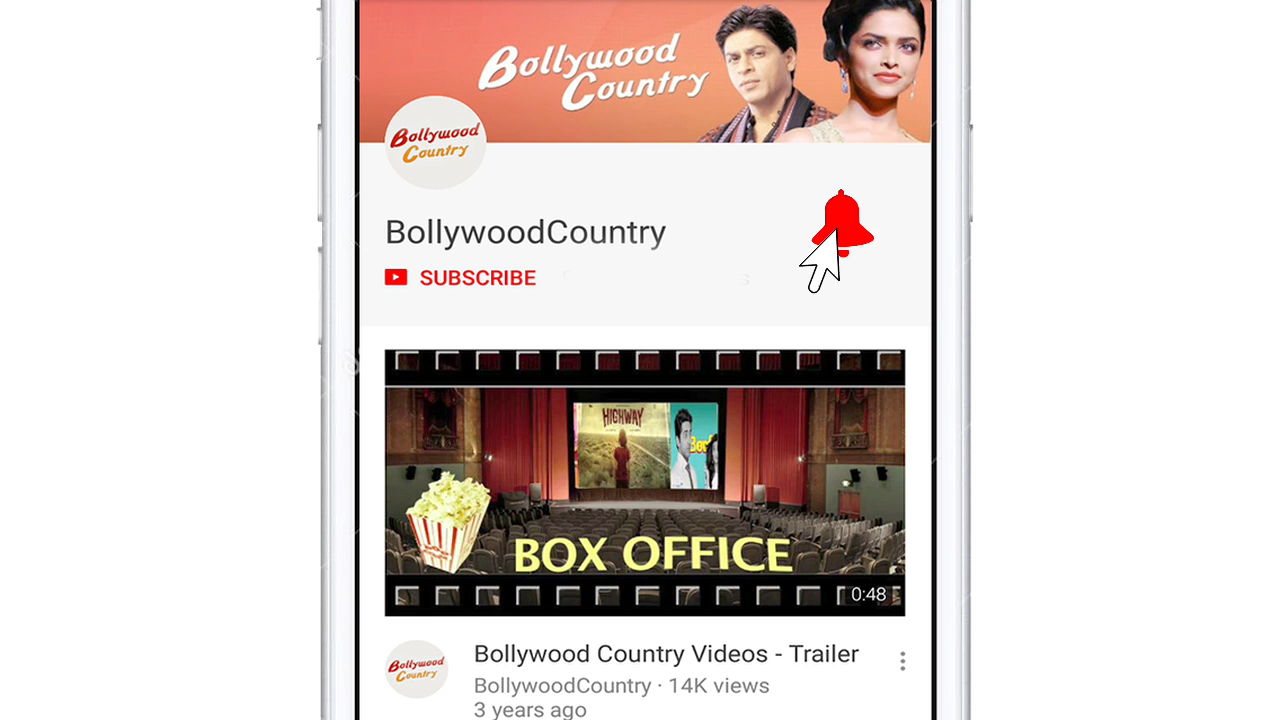 Bollywood
Country
Bollywood
Country
BollywoodCountry
SUBSCRIBE
HIGHWAY
BOX OFFICE
0:48
Bollywood
Country
Bollywood Country Videos - Trailer
BollywoodCountry · 14K views
3 years ago